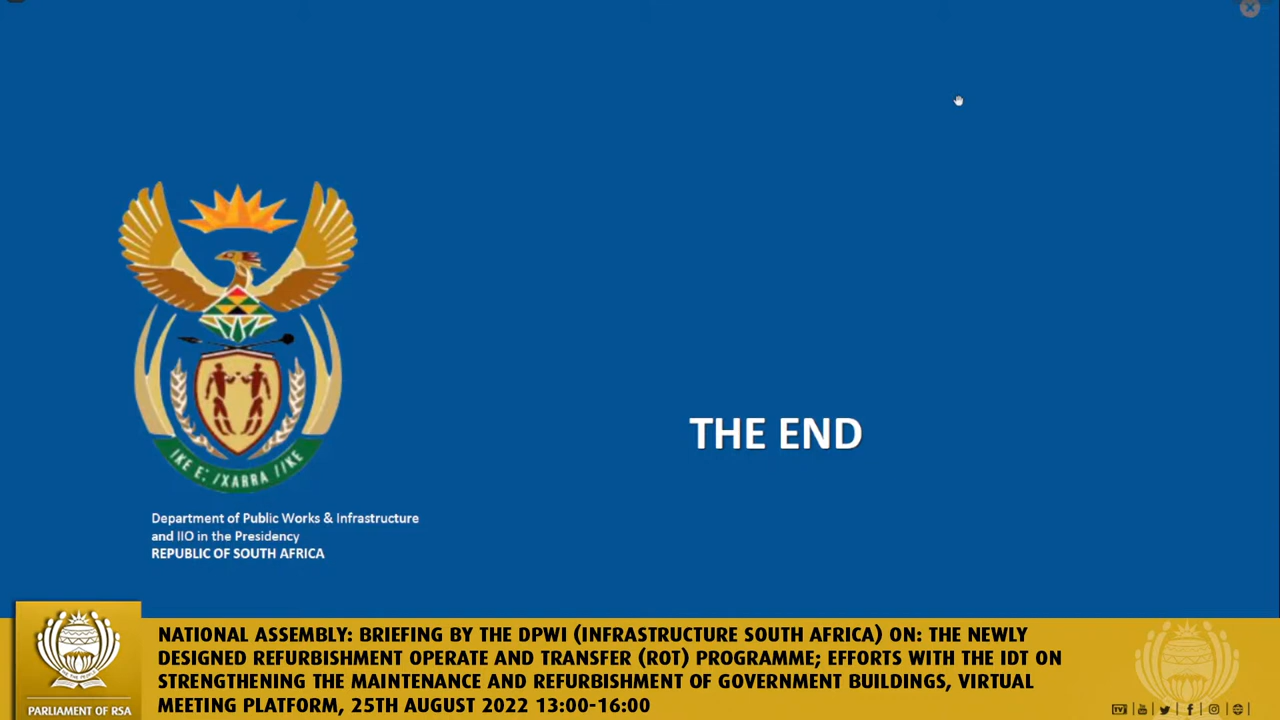 THE END
!KE E: /XARRA //KE
Department of Public Works & Infrastructure
and IIO in the Presidency
REPUBLIC OF SOUTH AFRICA
NATIONAL ASSEMBLY: BRIEFING BY THE DPWI (INFRASTRUCTURE SOUTH AFRICA) ON: THE NEWLY
DESIGNED REFURBISHMENT OPERATE AND TRANSFER (ROT) PROGRAMME; EFFORTS WITH THE IDT ON
STRENGTHENING THE MAINTENANCE AND REFURBISHMENT OF GOVERNMENT BUILDINGS, VIRTUAL
MEETING PLATFORM, 25TH AUGUST 2022 13:00-16:00
PARLIAMENT OF RSA